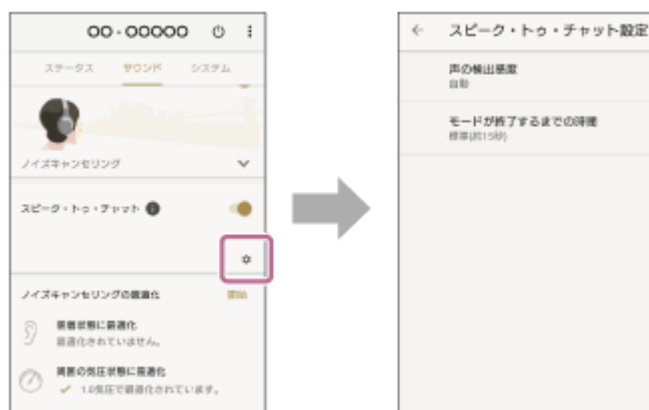 OO-OOOOO
ステータス サウンド システム
ノイズキャンセリング
スピーク・トゥ・チャット
ノイズキャンセリングの最適化 開始
装着状態に最適化
最適化されていません。
周囲の気圧状態に最適化
1.0気圧で最適化されています。
スピーク・トゥ・チャット設定
声の検出感度
自動
モードが終了するまでの時間
標準(約15秒)